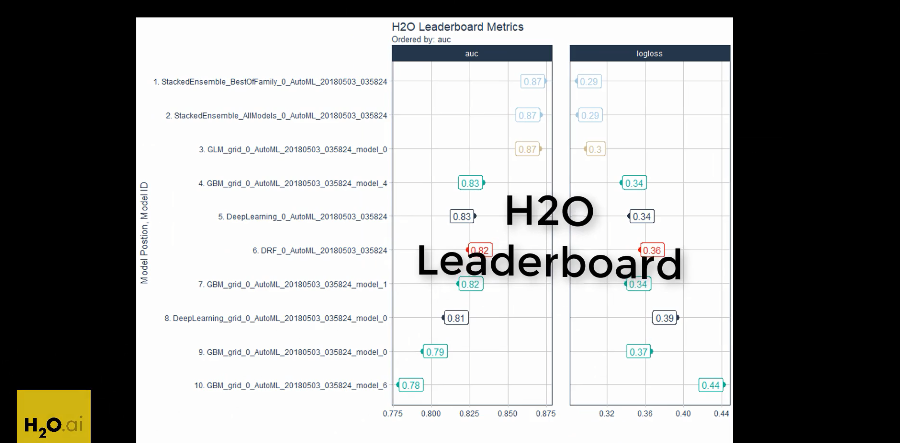 H2O Leaderboard Metrics
Ordered by: auc
auc logloss
1. StackedEnsemble_BestOfFamily_0_AutoML_20180503_035824 0.87 0.29
2. StackedEnsemble_AllModels_0_AutoML_20180503_035824 0.87 0.29
3. GLM_grid_0_AutoML_20180503_035824_model_0 0.87 0.3
4. GBM_grid_0_AutoML_20180503_035824_model_4 0.83 0.34
5. DeepLearning_0_AutoML_20180503_035824 0.83 0.34
6. DRF_0_AutoML_20180503_035824 0.82 0.36
7. GBM_grid_0_AutoML_20180503_035824_model_1 0.82 0.34
8. DeepLearning_grid_0_AutoML_20180503_035824_model_0 0.81 0.39
9. GBM_grid_0_AutoML_20180503_035824_model_0 0.79 0.37
10. GBM_grid_0_AutoML_20180503_035824_model_6 0.78 0.44
0.775 0.800 0.825 0.850 0.875 0.32 0.36 0.40 0.44
Model Postion, Model ID
H2O
Leaderboard
H2O.ai